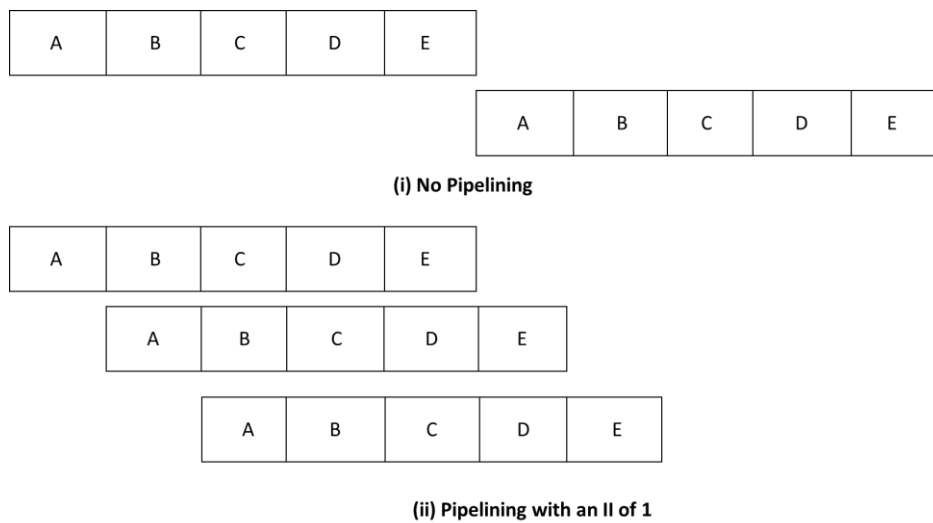 A B C D E
A B C D E
(i) No Pipelining
A B C D E
A B C D E
A B C D E
(ii) Pipelining with an II of 1